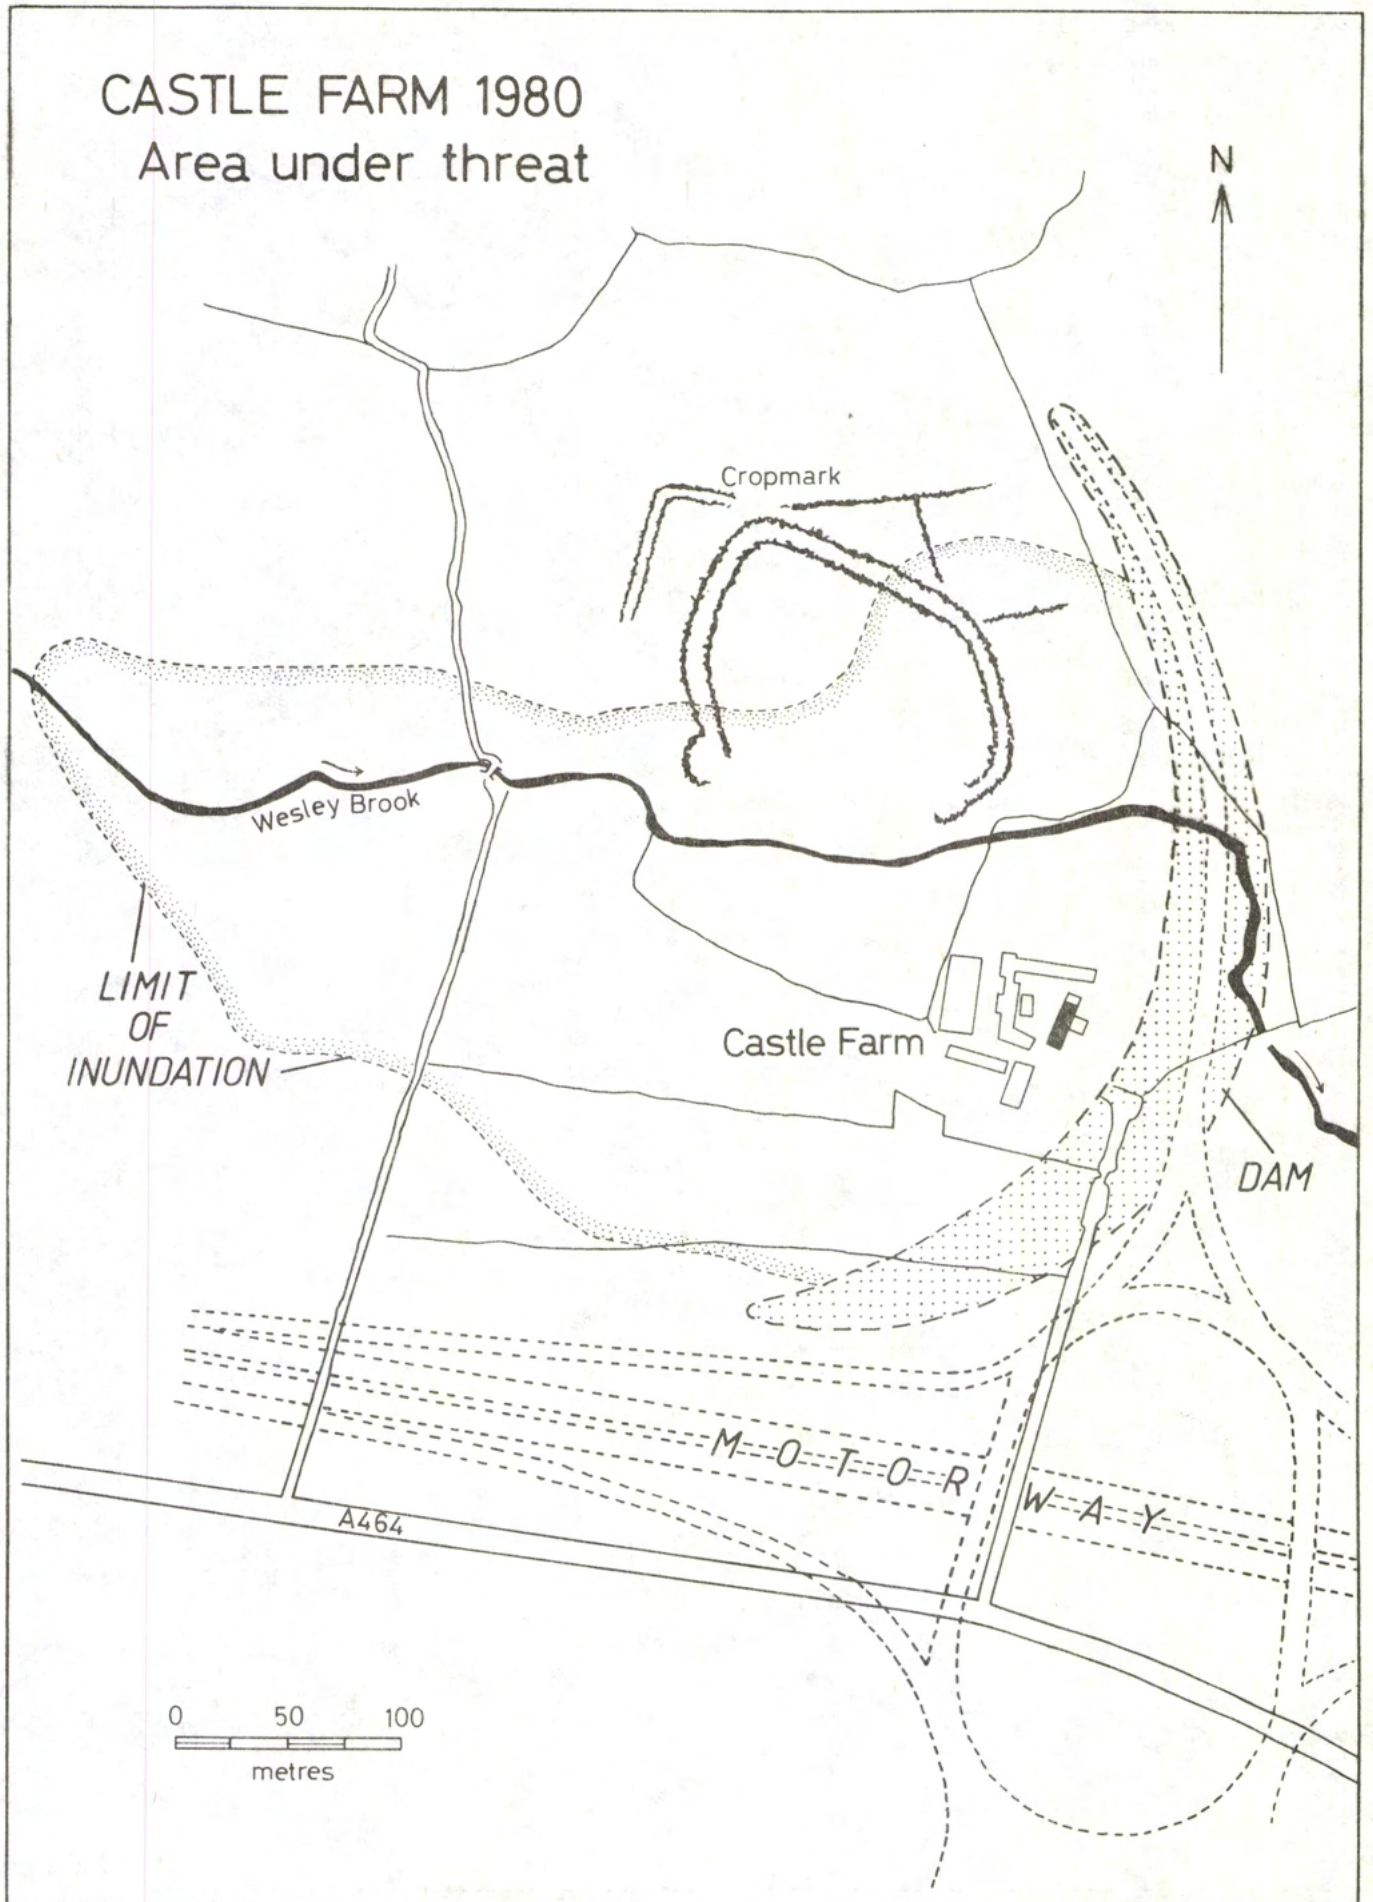 CASTLE FARM 1980
Area under threat
N
Cropmark
Wesley Brook
LIMIT
OF
INUNDATION
Castle Farm
DAM
MOTORWAY
A464
0 50 100
metres